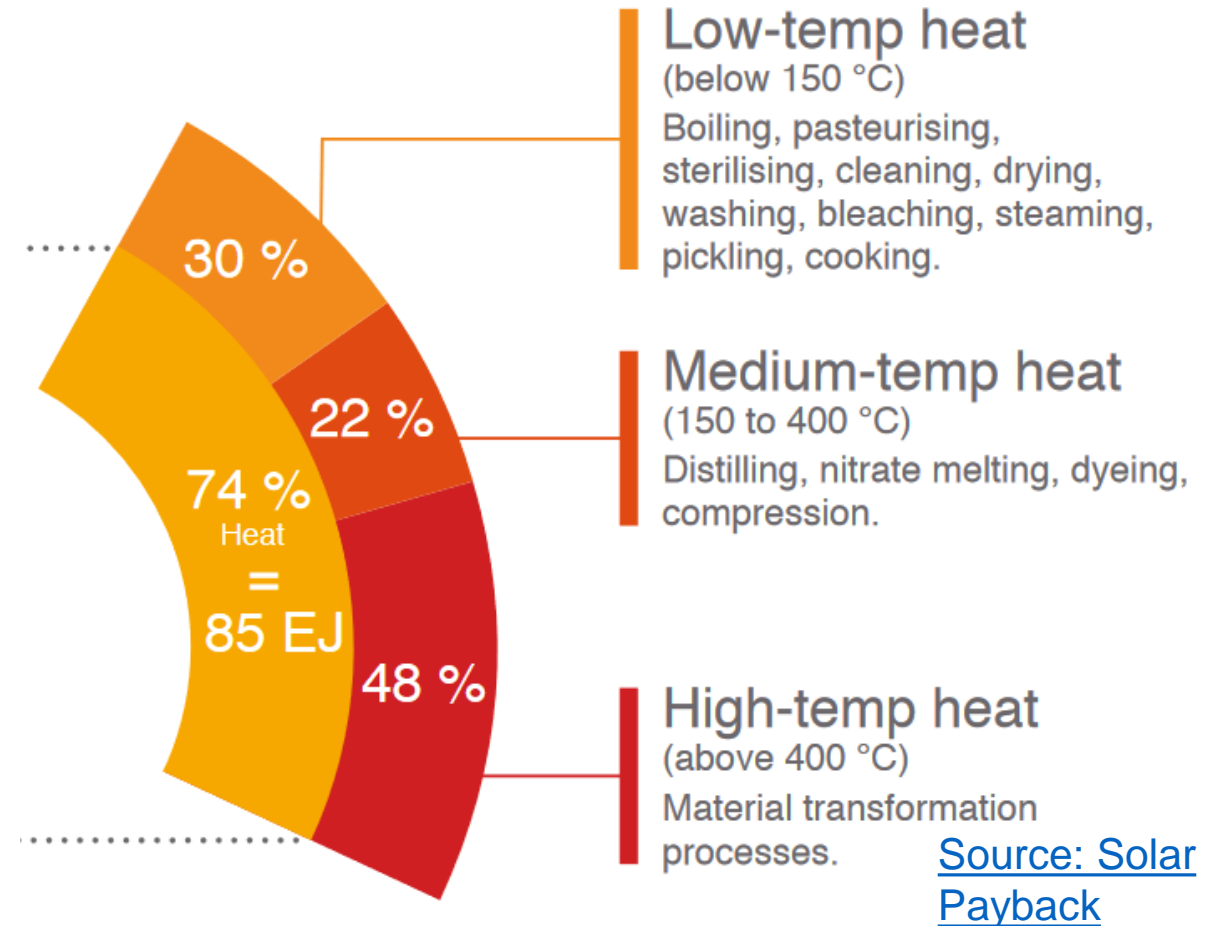 30 %
22 %
74 %
Heat
=
85 EJ
48 %
Low-temp heat
(below 150 °C)
Boiling, pasteurising,
sterilising, cleaning, drying,
washing, bleaching, steaming,
pickling, cooking.
Medium-temp heat
(150 to 400 °C)
Distilling, nitrate melting, dyeing,
compression.
High-temp heat
(above 400 °C)
Material transformation
processes.
Source: Solar
Payback